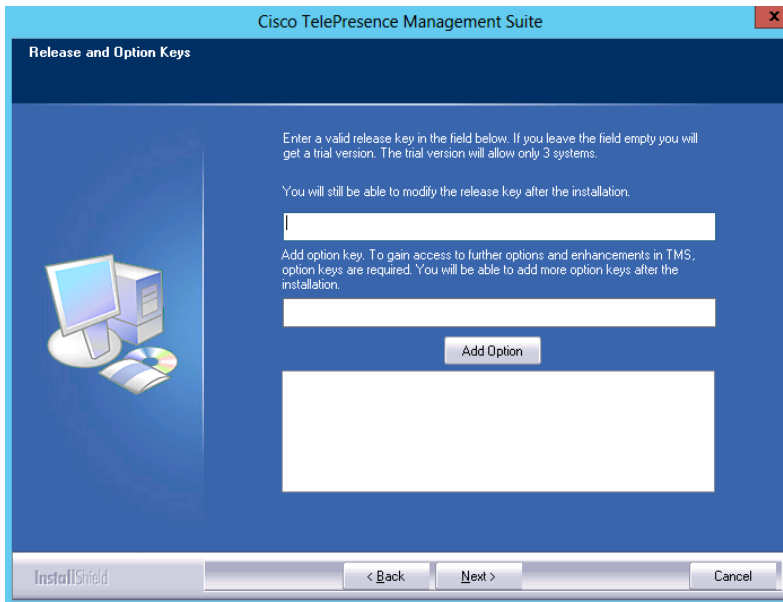 Cisco TelePresence Management Suite
x
Release and Option Keys
Enter a valid release key in the field below. If you leave the field empty you will
get a trial version. The trial version will allow only 3 systems.
You will still be able to modify the release key after the installation.
Add option key. To gain access to further options and enhancements in TMS,
option keys are required. You will be able to add more option keys after the
installation.
Add Option
InstallShield
< Back
Next >
Cancel